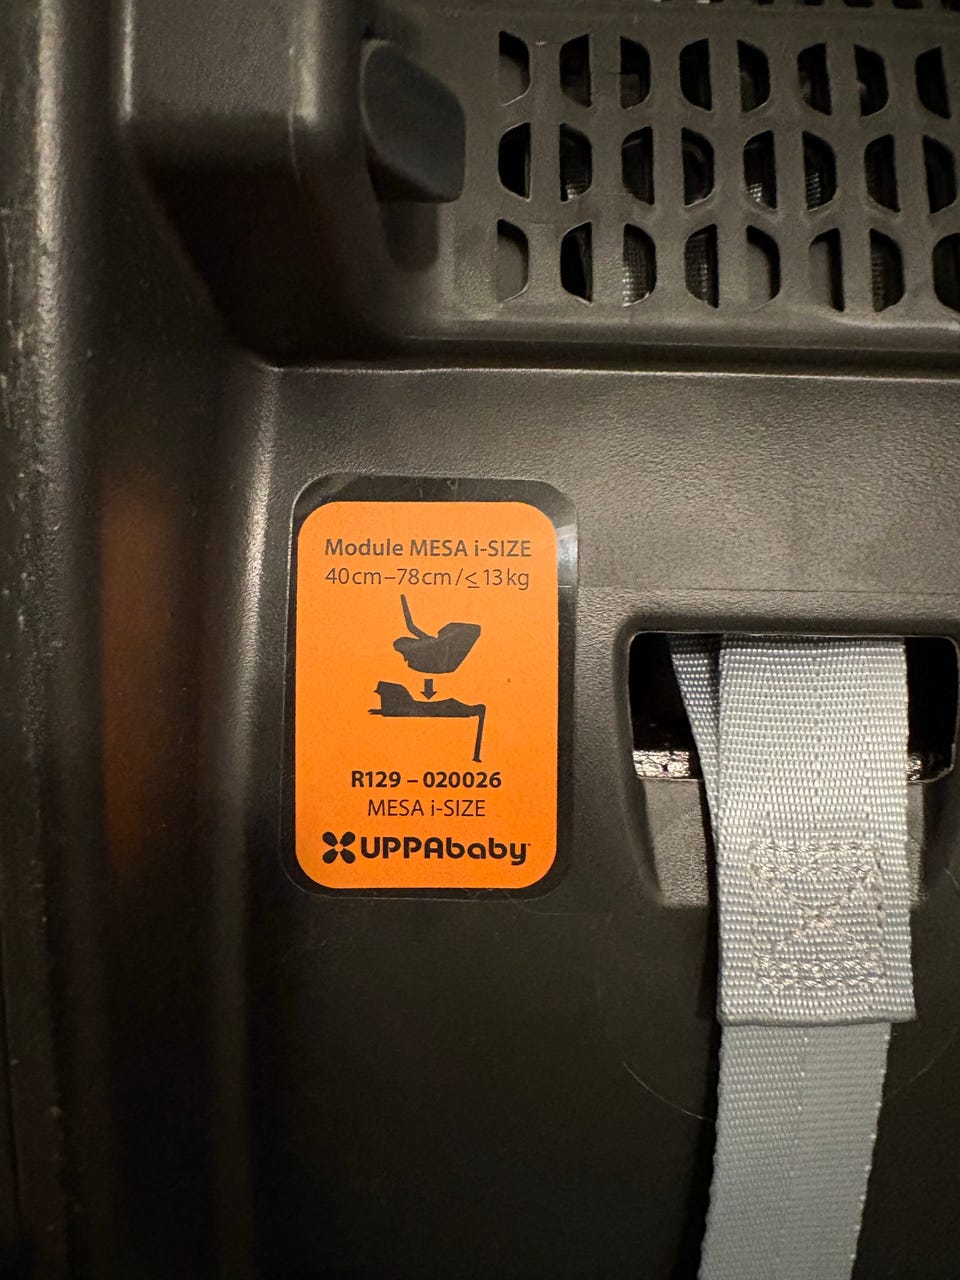 Module MESA i-SIZE
40cm–78cm/≤13kg
R129 – 020026
MESA i-SIZE
UPPAbaby